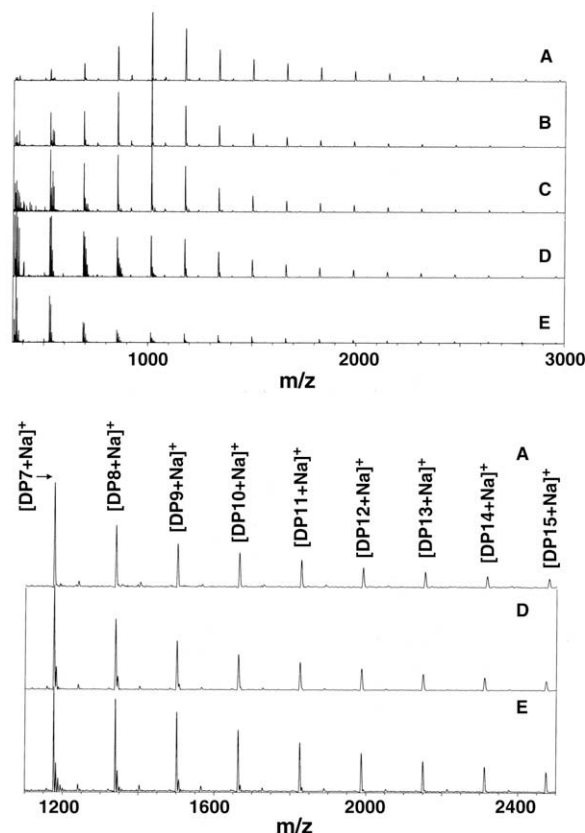 A
B
C
D
E
1000
2000
3000
m/z
[DP7+Na]⁺
[DP8+Na]⁺
[DP9+Na]⁺
[DP10+Na]⁺
[DP11+Na]⁺
[DP12+Na]⁺
[DP13+Na]⁺
[DP14+Na]⁺
[DP15+Na]⁺
A
D
E
1200
1600
2000
2400
m/z